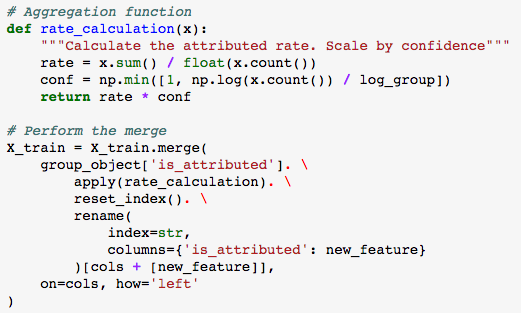 # Aggregation function
def rate_calculation(x):
    """Calculate the attributed rate. Scale by confidence"""
    rate = x.sum() / float(x.count())
    conf = np.min([1, np.log(x.count()) / log_group])
    return rate * conf

# Perform the merge
X_train = X_train.merge(
    group_object['is_attributed']. \
        apply(rate_calculation). \
        reset_index(). \
        rename(
            index=str,
            columns={'is_attributed': new_feature}
        )[cols + [new_feature]],
    on=cols, how='left'
)